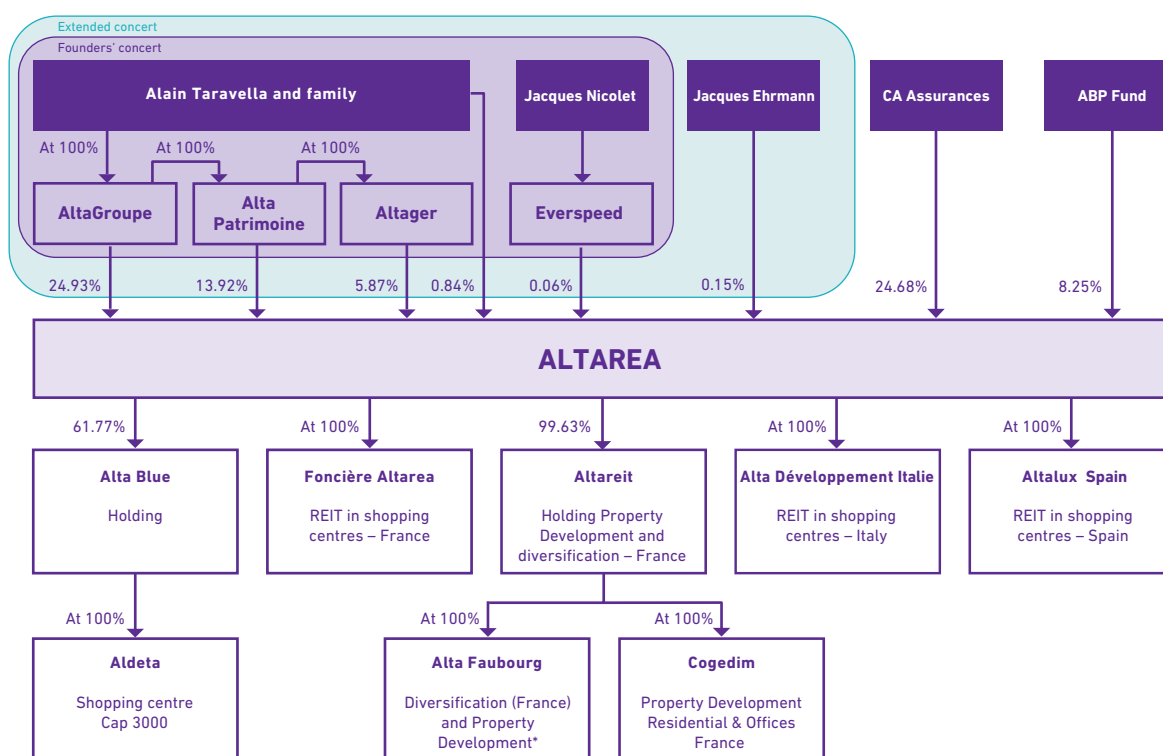 Extended concert
Founders' concert
Alain Taravella and family
Jacques Nicolet
Jacques Ehrmann
CA Assurances
ABP Fund
At 100%
At 100%
At 100%
AltaGroupe
Alta
Patrimoine
Altager
Everspeed
24.93%
13.92%
5.87%
0.84%
0.06%
0.15%
24.68%
8.25%
ALTAREA
61.77%
At 100%
99.63%
At 100%
At 100%
Alta Blue
Holding
Foncière Altarea
REIT in shopping
centres – France
Altareit
Holding Property
Development and
diversification – France
Alta Développement Italie
REIT in shopping
centres – Italy
Altalux Spain
REIT in shopping
centres – Spain
At 100%
At 100%
At 100%
Aldeta
Shopping centre
Cap 3000
Alta Faubourg
Diversification (France)
and Property
Development*
Cogedim
Property Development
Residential & Offices
France